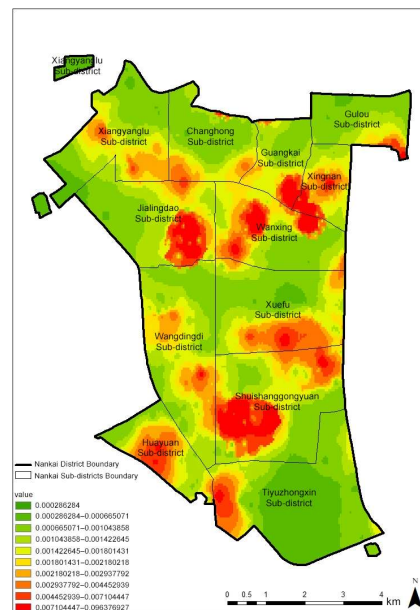 Xiangyanglu
Sub-district
Gulou
Sub-district
Xiangyanglu
Sub-district
Changhong
Sub-district
Guangkai
Sub-district
Xingnan
Sub-district
Jialingdao
Sub-district
Wanxing
Sub-district
Xuefu
Sub-district
Wangdingdi
Sub-district
Shuishanggongyuan
Sub-district
Huayuan
Sub-district
Tiyuzhongxin
Sub-district
Nankai District Boundary
Nankai Sub-districts Boundary
value
0.000286284
0.000286284–0.000665071
0.000665071–0.001043858
0.001043858–0.001422645
0.001422645–0.001801431
0.001801431–0.002180218
0.002180218–0.002937792
0.002937792–0.004452939
0.004452939–0.007104447
0.007104447–0.096376927
0 0.5 1 2 3 4
km
N